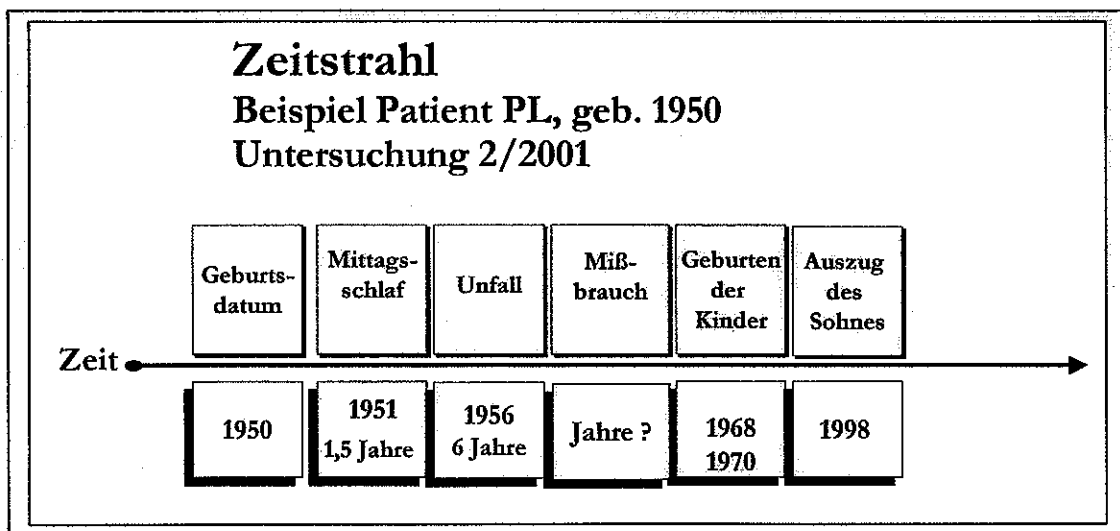 Zeitstrahl
Beispiel Patient PL, geb. 1950
Untersuchung 2/2001
Geburts-
datum
Mittags-
schlaf
Unfall
Miß-
brauch
Geburten
der
Kinder
Auszug
des
Sohnes
Zeit
1950
1951
1,5 Jahre
1956
6 Jahre
Jahre ?
1968
1970
1998